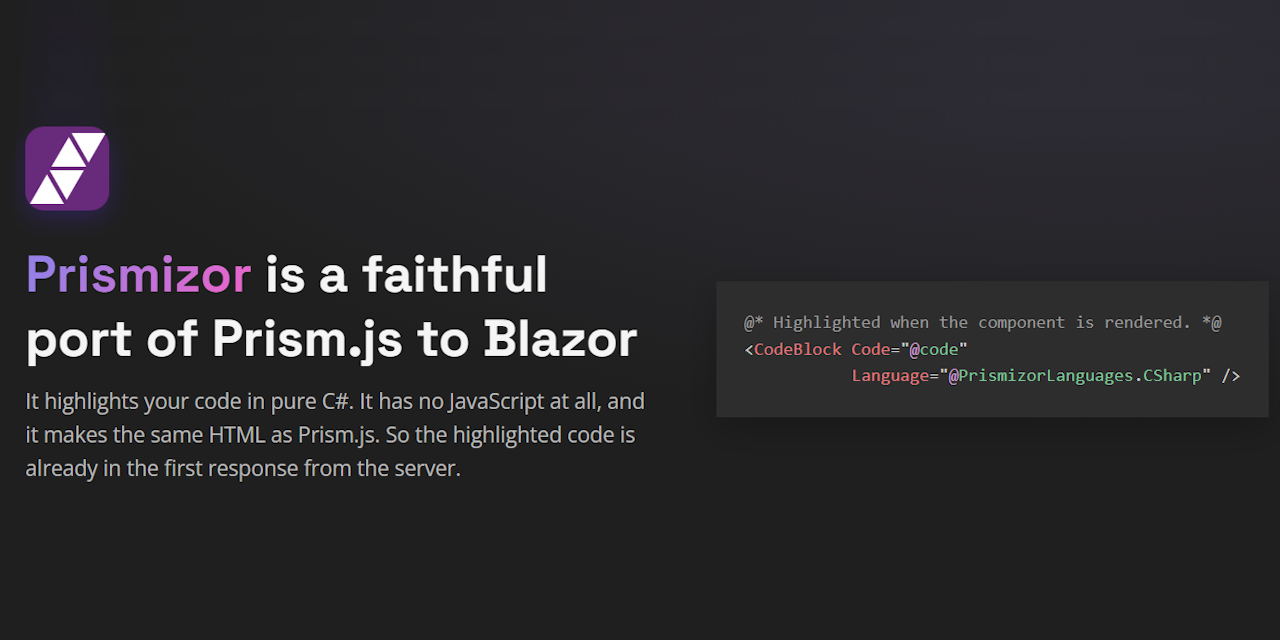 Prismizor is a faithful
port of Prism.js to Blazor
It highlights your code in pure C#. It has no JavaScript at all, and
it makes the same HTML as Prism.js. So the highlighted code is
already in the first response from the server.
@* Highlighted when the component is rendered. *@
<CodeBlock Code="@code"
Language="@PrismizorLanguages.CSharp" />